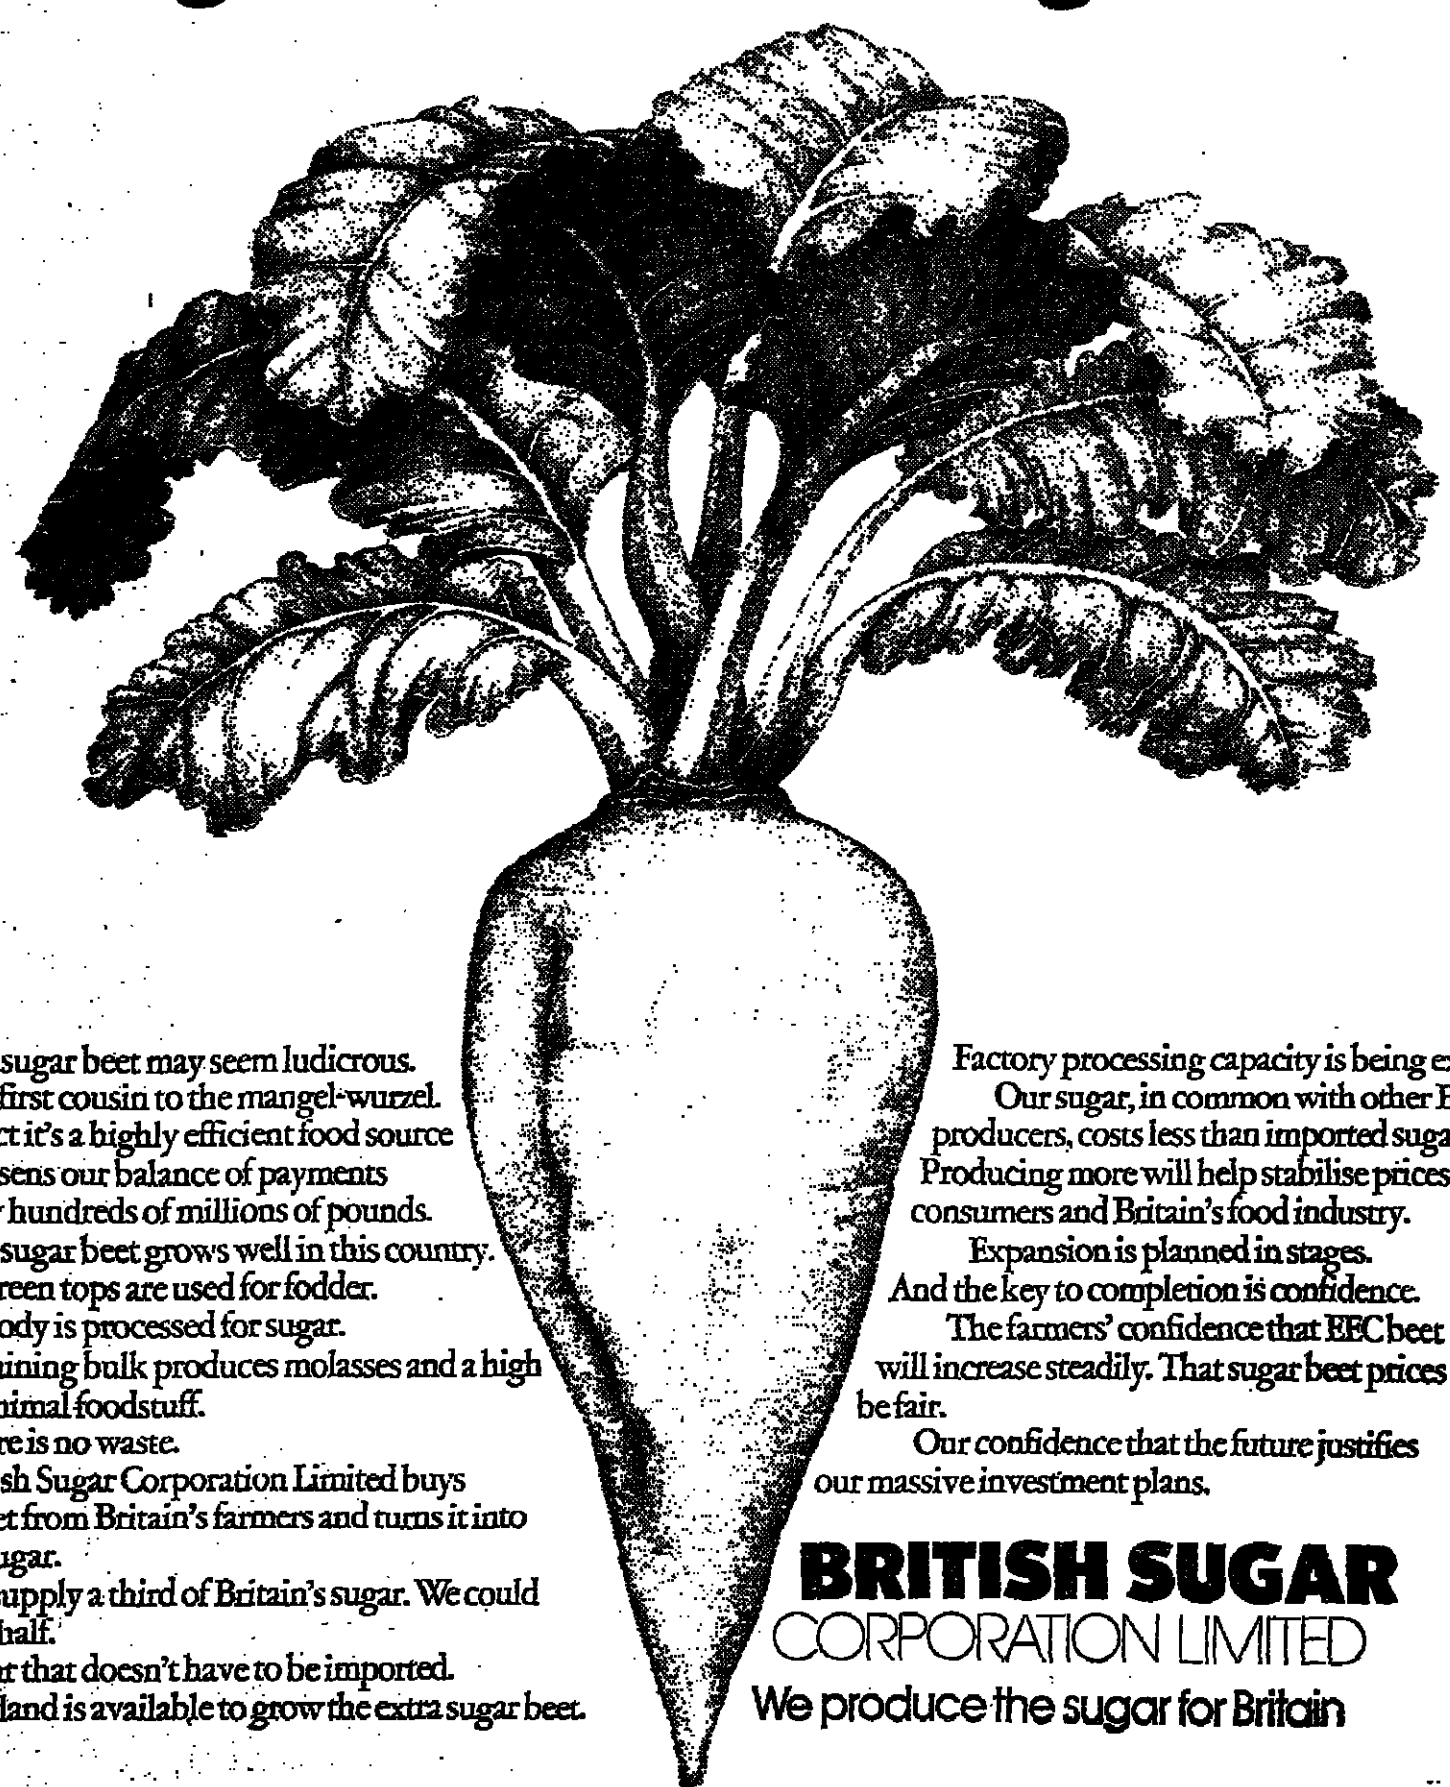 sugar beet may seem ludicrous.
first cousin to the mangel-wurzel.
ct it's a highly efficient food source
sens our balance of payments
hundreds of millions of pounds.
sugar beet grows well in this country.
reen tops are used for fodder.
ody is processed for sugar.
ining bulk produces molasses and a high
nimal foodstuff.
re is no waste.
sh Sugar Corporation Limited buys
et from Britain's farmers and turns it into
ugar.
upply a third of Britain's sugar. We could
half.
r that doesn't have to be imported.
land is available to grow the extra sugar beet.
Factory processing capacity is being ex
Our sugar, in common with other E
producers, costs less than imported suga
Producing more will help stabilise prices
consumers and Britain's food industry.
Expansion is planned in stages.
And the key to completion is confidence.
The farmers' confidence that EEC beet
will increase steadily. That sugar beet prices
be fair.
Our confidence that the future justifies
our massive investment plans.
BRITISH SUGAR
CORPORATION LIMITED
We produce the sugar for Britain